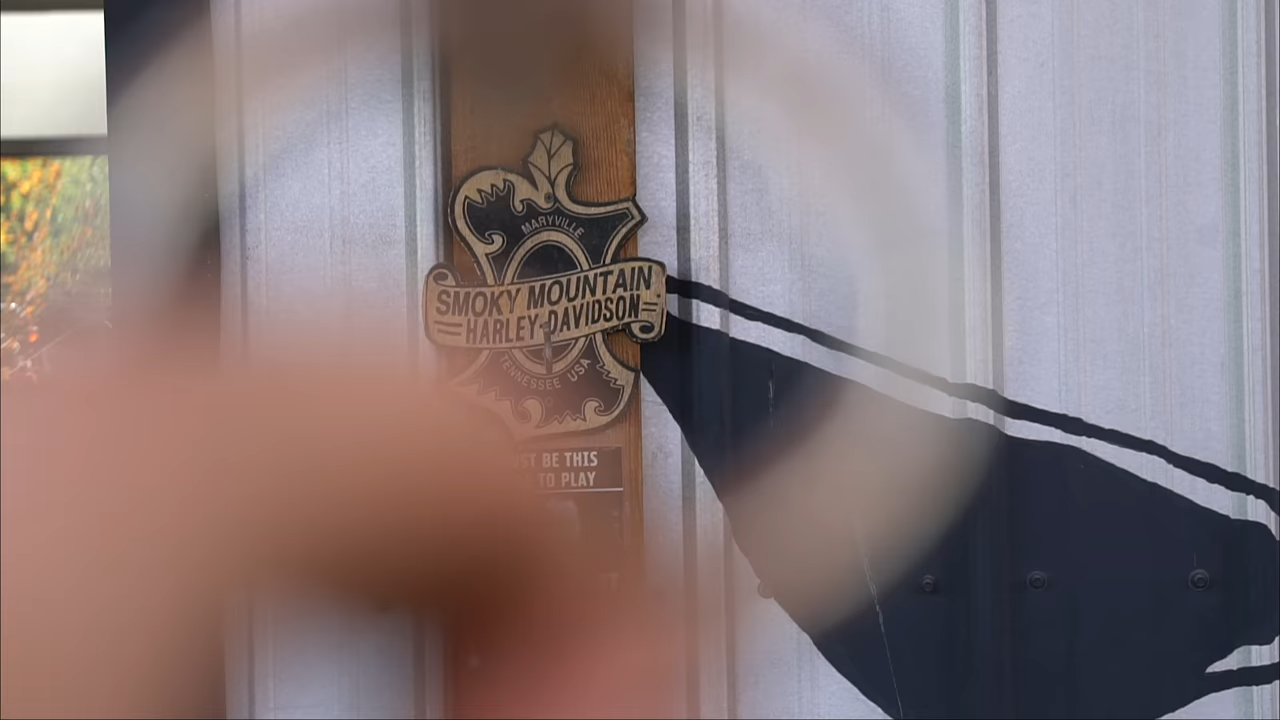 MARYVILLE
SMOKY MOUNTAIN
HARLEY-DAVIDSON
TENNESSEE USA
BE THIS
TO PLAY